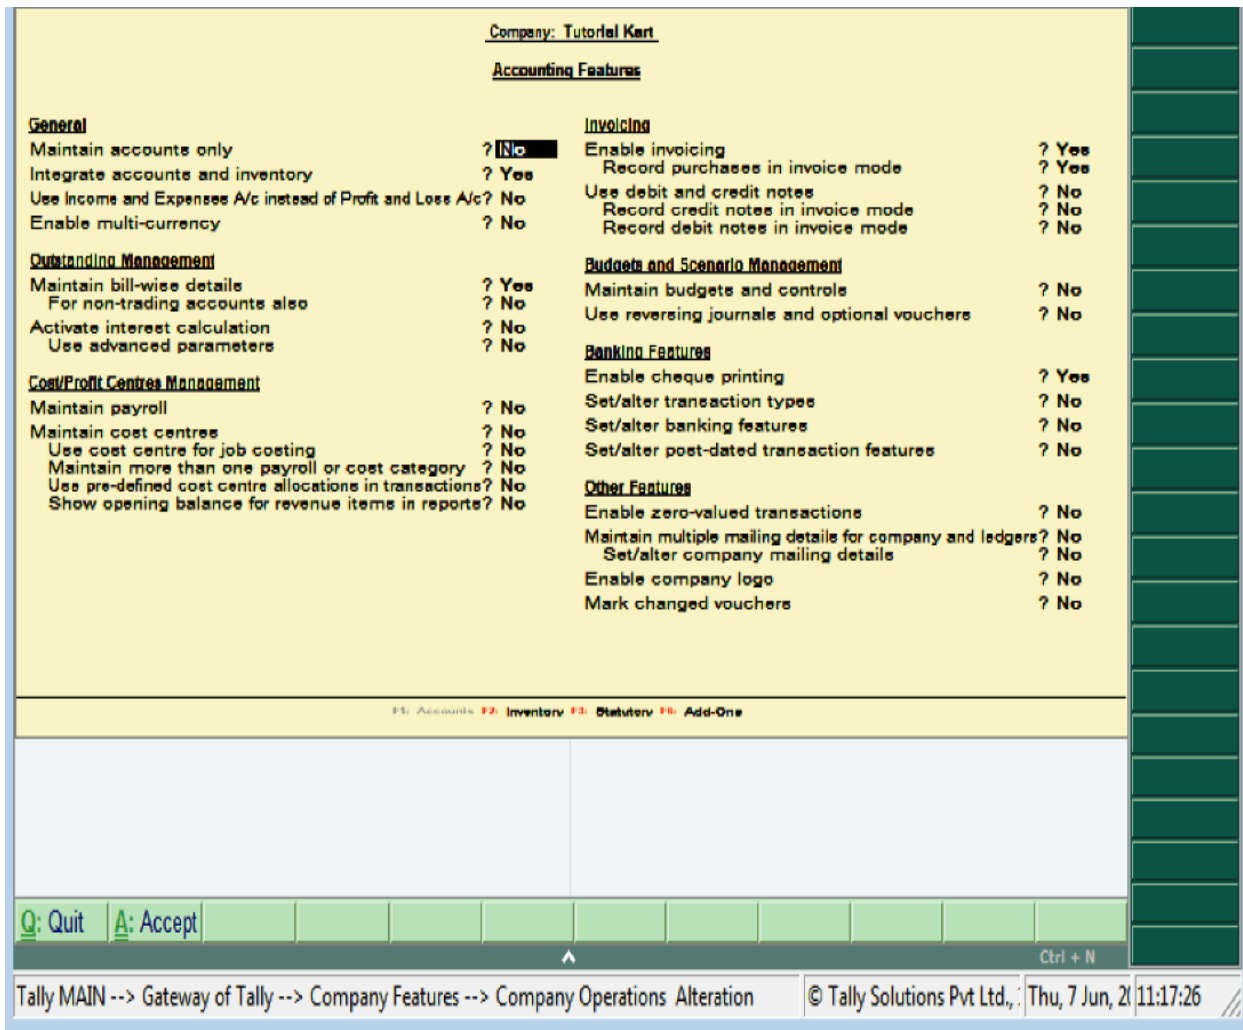 Company: Tutorial Kart
Accounting Features
General
Maintain accounts only ? No
Integrate accounts and inventory ? Yes
Use Income and Expenses A/c instead of Profit and Loss A/c? No
Enable multi-currency ? No
Outstanding Management
Maintain bill-wise details ? Yes
For non-trading accounts also ? No
Activate interest calculation ? No
Use advanced parameters ? No
Cost/Profit Centres Management
Maintain payroll ? No
Maintain cost centres ? No
Use cost centre for job costing ? No
Maintain more than one payroll or cost category ? No
Use pre-defined cost centre allocations in transactions? No
Show opening balance for revenue items in reports? No
Invoicing
Enable invoicing ? Yes
Record purchases in invoice mode ? Yes
Use debit and credit notes ? No
Record credit notes in invoice mode ? No
Record debit notes in invoice mode ? No
Budgets and Scenario Management
Maintain budgets and controls ? No
Use reversing journals and optional vouchers ? No
Banking Features
Enable cheque printing ? Yes
Set/alter transaction types ? No
Set/alter banking features ? No
Set/alter post-dated transaction features ? No
Other Features
Enable zero-valued transactions ? No
Maintain multiple mailing details for company and ledgers? No
Set/alter company mailing details ? No
Enable company logo ? No
Mark changed vouchers ? No
F1: Accounts F2: Inventory F3: Statutory F6: Add-Ons
Q: Quit A: Accept
Ctrl + N
Tally MAIN --> Gateway of Tally --> Company Features --> Company Operations Alteration © Tally Solutions Pvt Ltd., Thu, 7 Jun, 20 11:17:26